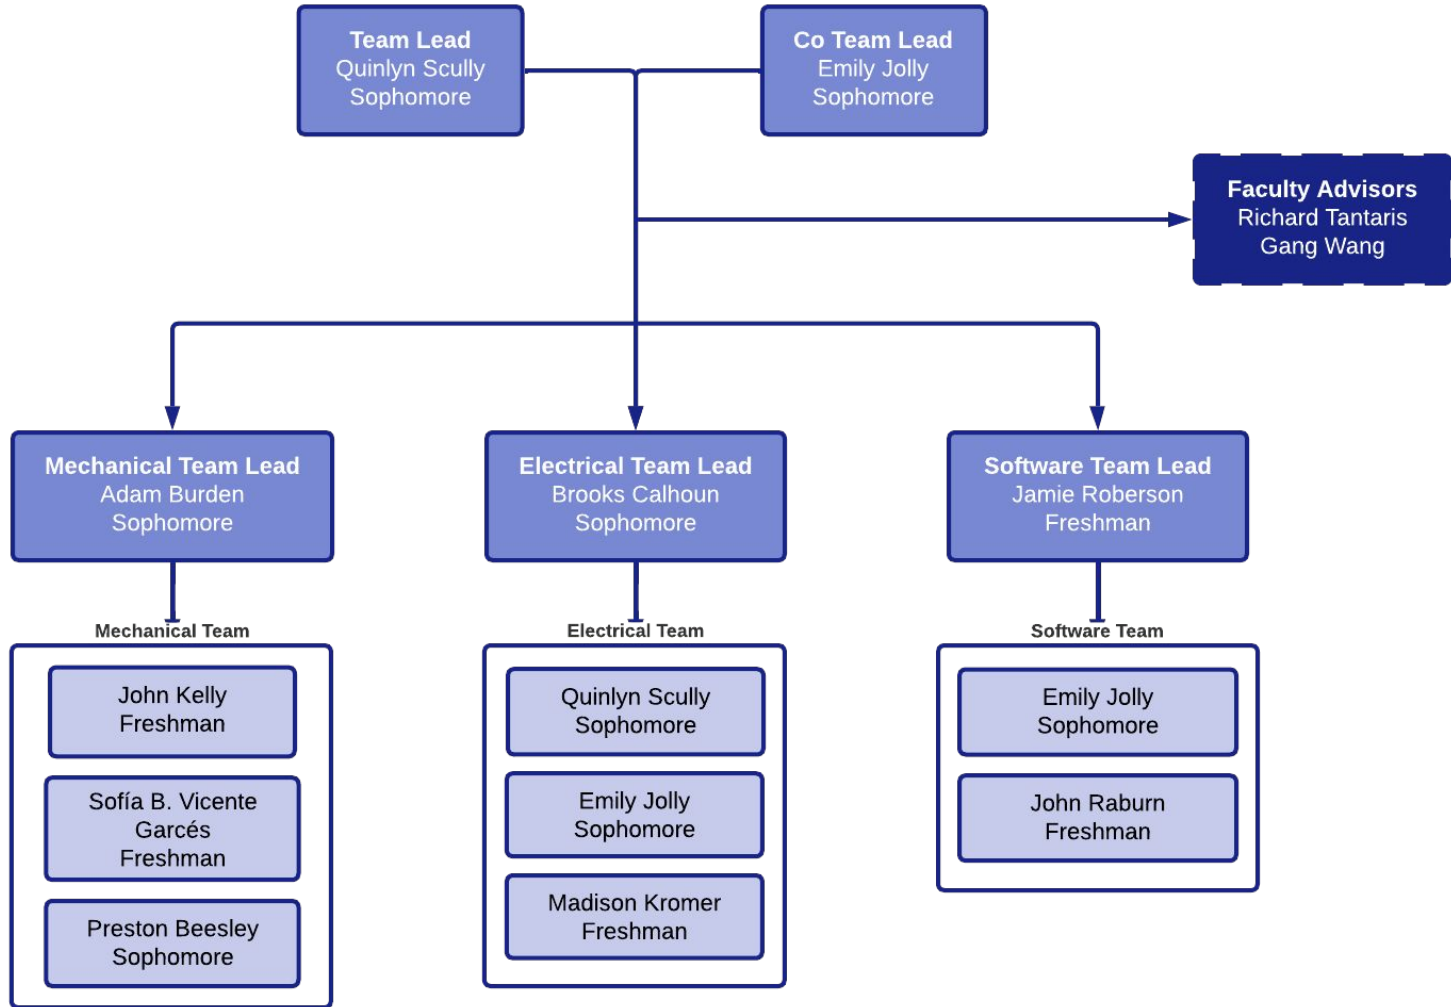 Team Lead
Quinlyn Scully
Sophomore
Co Team Lead
Emily Jolly
Sophomore
Faculty Advisors
Richard Tantaris
Gang Wang
Mechanical Team Lead
Adam Burden
Sophomore
Electrical Team Lead
Brooks Calhoun
Sophomore
Software Team Lead
Jamie Roberson
Freshman
Mechanical Team
John Kelly
Freshman
Sofía B. Vicente
Garcés
Freshman
Preston Beesley
Sophomore
Electrical Team
Quinlyn Scully
Sophomore
Emily Jolly
Sophomore
Madison Kromer
Freshman
Software Team
Emily Jolly
Sophomore
John Raburn
Freshman